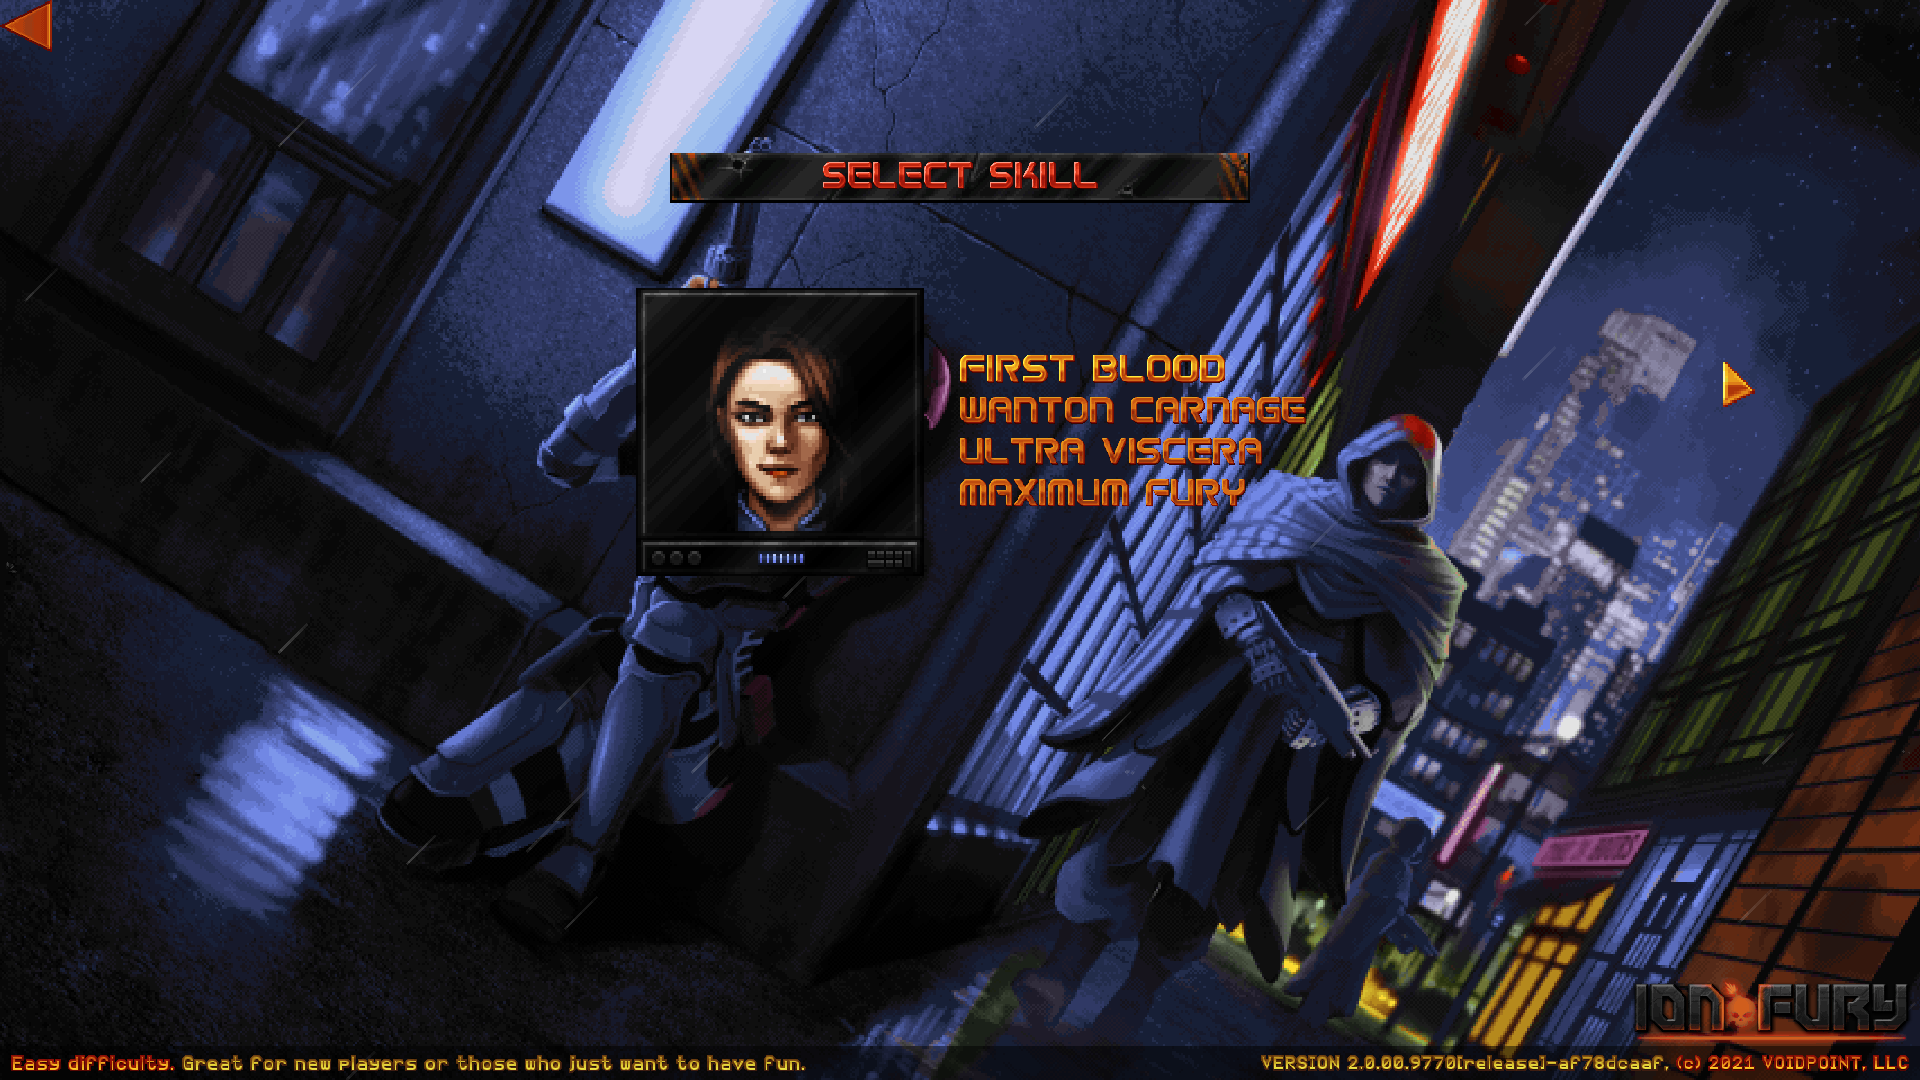 SELECT SKILL
FIRST BLOOD
WANTON CARNAGE
ULTRA VISCERA
MAXIMUM FURY
ION FURY
Easy difficulty. Great for new players or those who just want to have fun.
VERSION 2.0.00.9770[release]-af78dcaaf, (c) 2021 VOIDPOINT, LLC